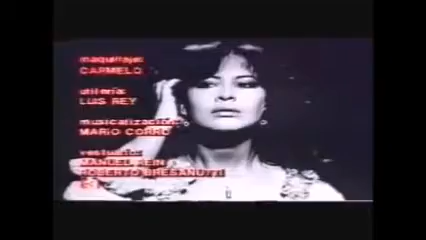 maquillaje:
CARMELO
utilería:
LUIS REY
musicalización:
MARIO CORRO
vestuario:
MANUEL REIN
ROBERTO BRESANUTTI